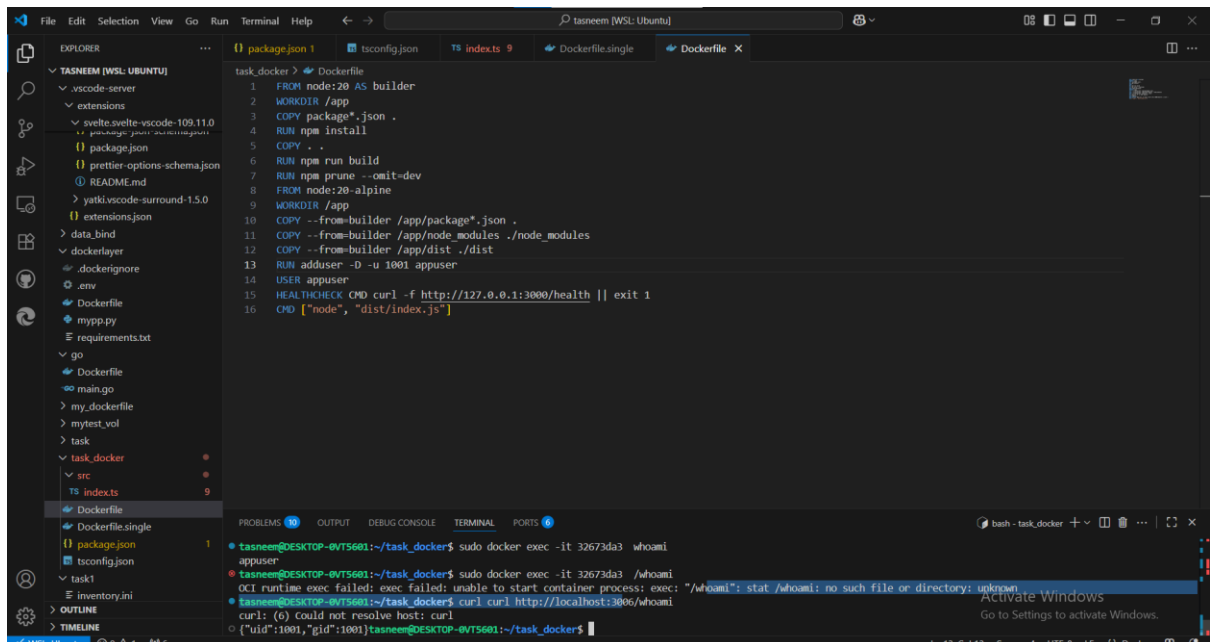 File Edit Selection View Go Run Terminal Help
tasneem [WSL: Ubuntu]
EXPLORER
{} package.json 1
tsconfig.json
TS index.ts 9
Dockerfile.single
Dockerfile
TASNEEM [WSL: UBUNTU]
.vscode-server
extensions
svelte.svelte-vscode-109.11.0
{} package-json-schema.json
{} package.json
{} prettier-options-schema.json
README.md
yatki.vscode-surround-1.5.0
{} extensions.json
data_bind
dockerlayer
.dockerignore
.env
Dockerfile
mypp.py
requirements.txt
go
Dockerfile
main.go
my_dockerfile
mytest_vol
task
task_docker
src
TS index.ts 9
Dockerfile
Dockerfile.single
{} package.json 1
tsconfig.json
task1
inventory.ini
OUTLINE
TIMELINE
task_docker > Dockerfile
1 FROM node:20 AS builder
2 WORKDIR /app
3 COPY package*.json .
4 RUN npm install
5 COPY . .
6 RUN npm run build
7 RUN npm prune --omit=dev
8 FROM node:20-alpine
9 WORKDIR /app
10 COPY --from=builder /app/package*.json .
11 COPY --from=builder /app/node_modules ./node_modules
12 COPY --from=builder /app/dist ./dist
13 RUN adduser -D -u 1001 appuser
14 USER appuser
15 HEALTHCHECK CMD curl -f http://127.0.0.1:3000/health || exit 1
16 CMD ["node", "dist/index.js"]
PROBLEMS 10 OUTPUT DEBUG CONSOLE TERMINAL PORTS 6
bash - task_docker
tasneem@DESKTOP-0VT5601:~/task_docker$ sudo docker exec -it 32673da3 whoami
appuser
tasneem@DESKTOP-0VT5601:~/task_docker$ sudo docker exec -it 32673da3 /whoami
OCI runtime exec failed: exec failed: unable to start container process: exec: "/whoami": stat /whoami: no such file or directory: unknown
tasneem@DESKTOP-0VT5601:~/task_docker$ curl curl http://localhost:3006/whoami
curl: (6) Could not resolve host: curl
{"uid":1001,"gid":1001}tasneem@DESKTOP-0VT5601:~/task_docker$
Activate Windows
Go to Settings to activate Windows.